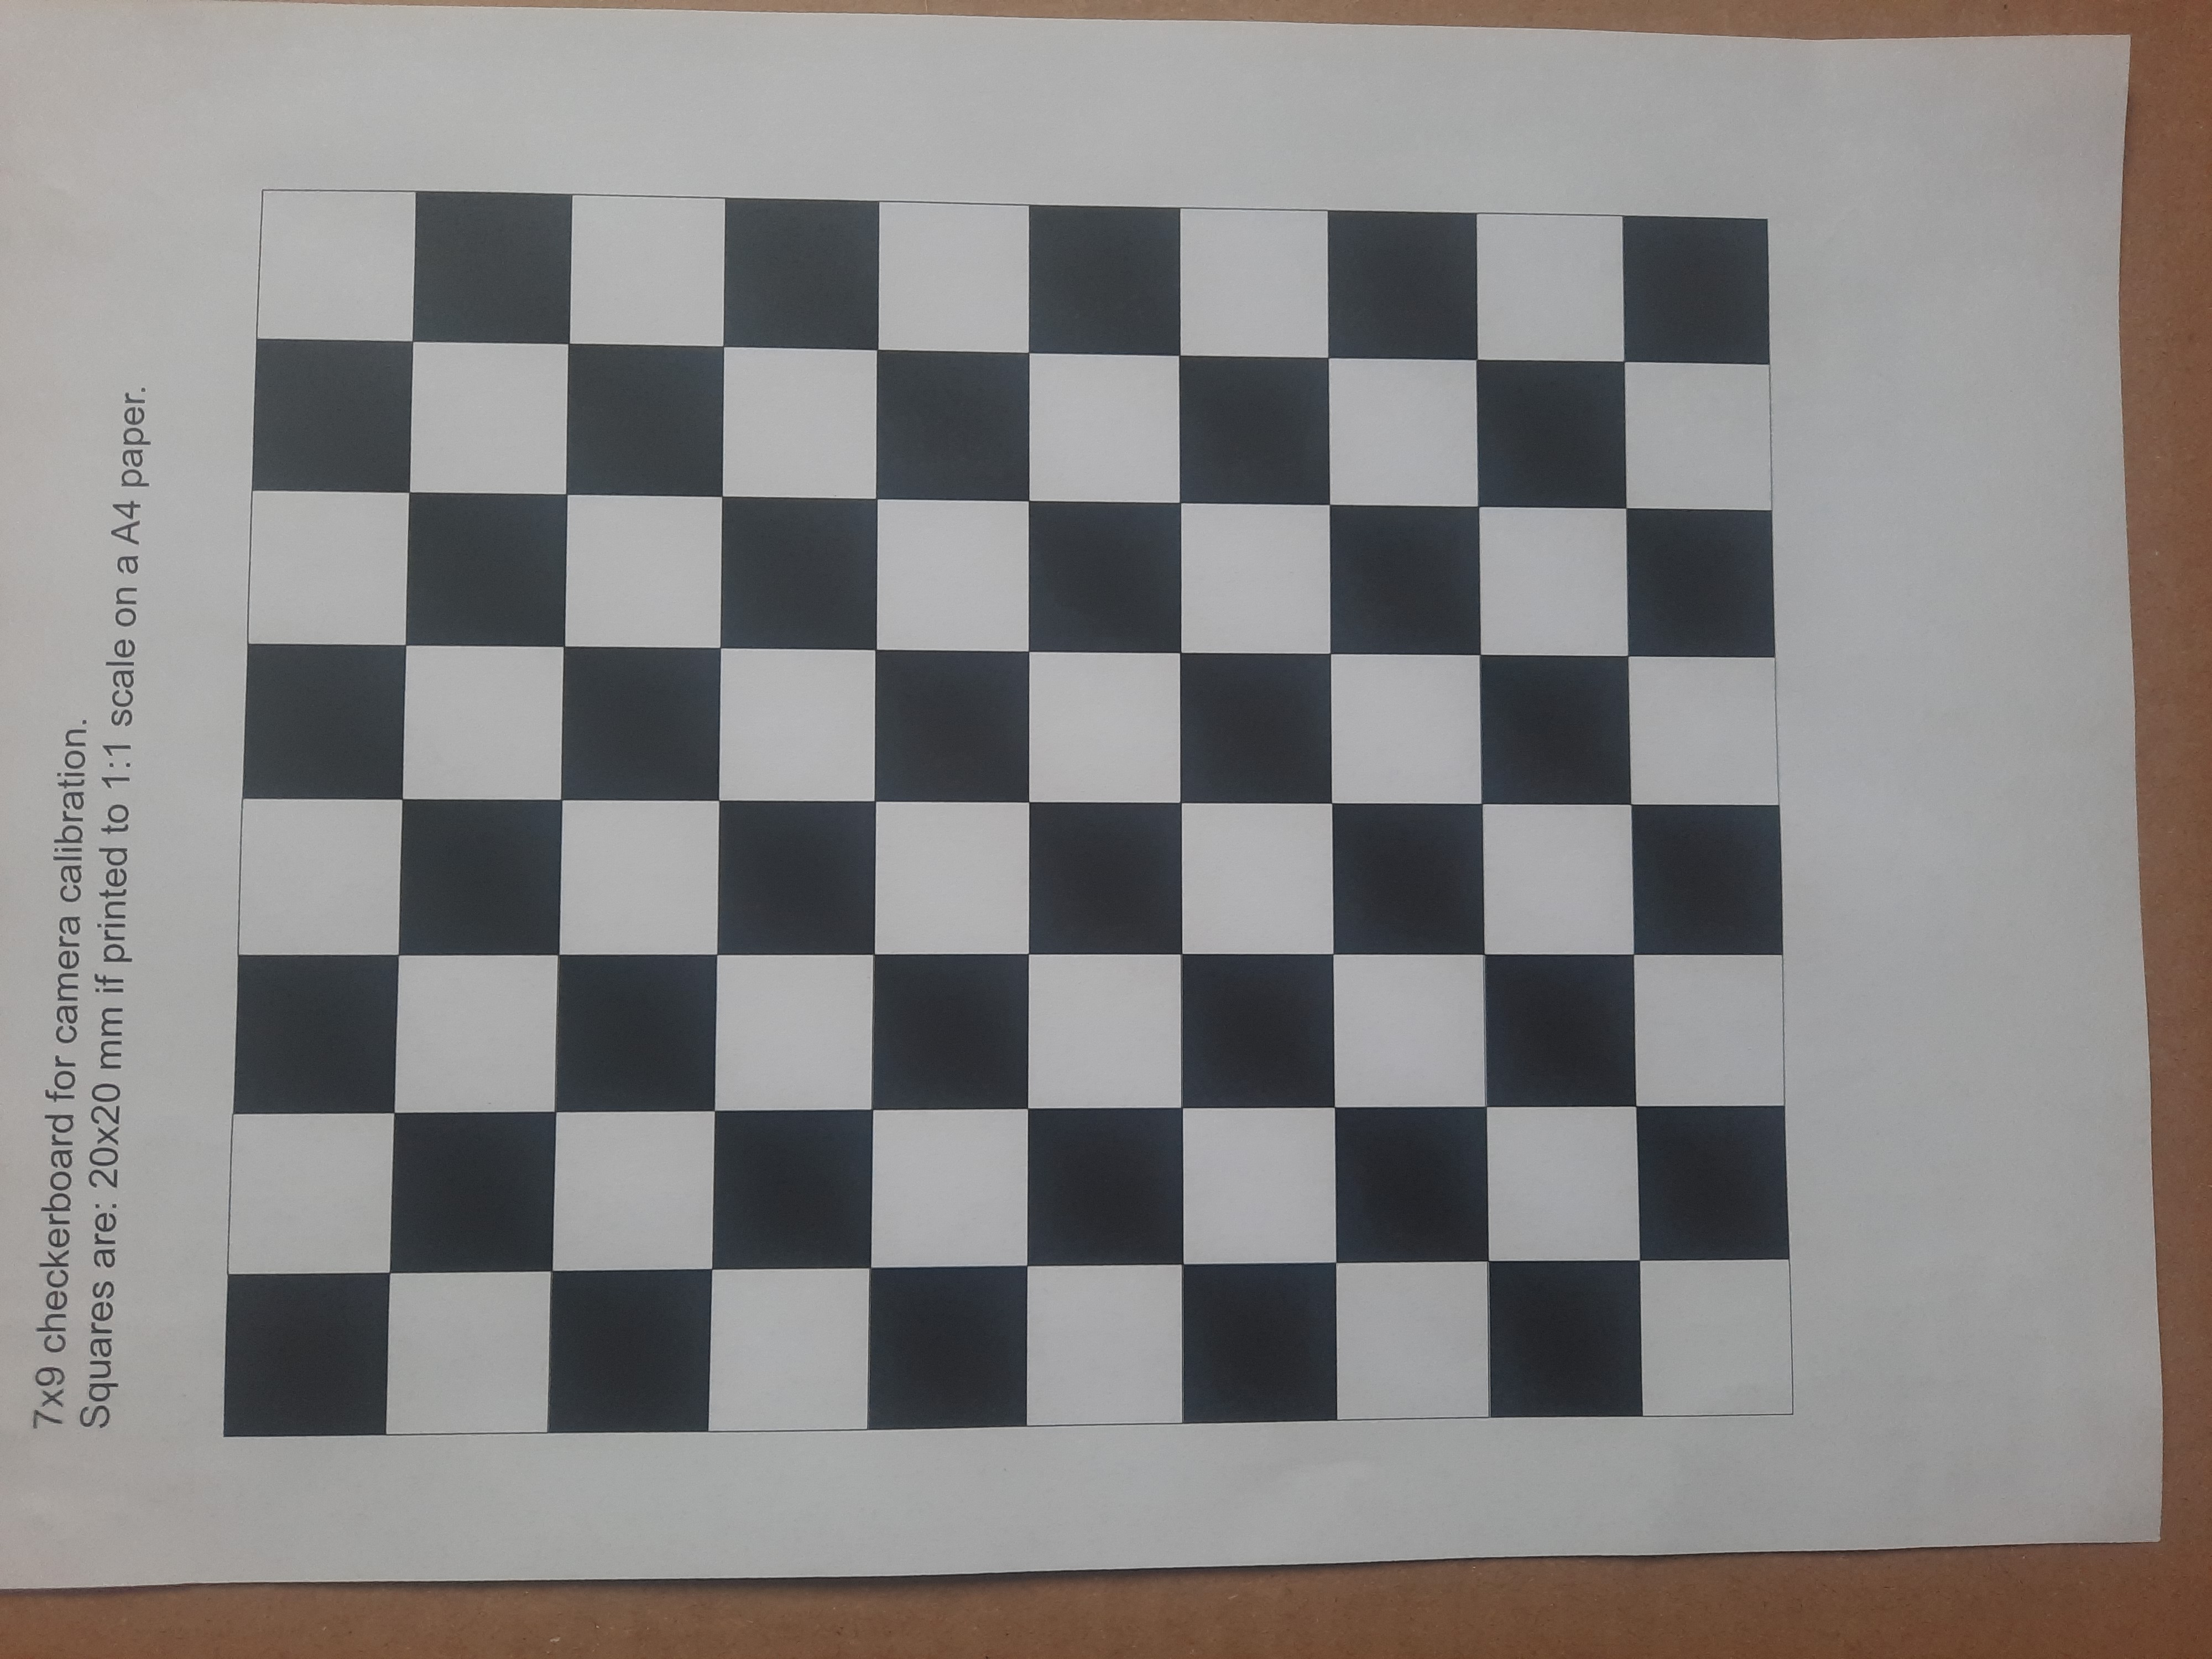 7x9 checkerboard for camera calibration.
Squares are: 20x20 mm if printed to 1:1 scale on a A4 paper.